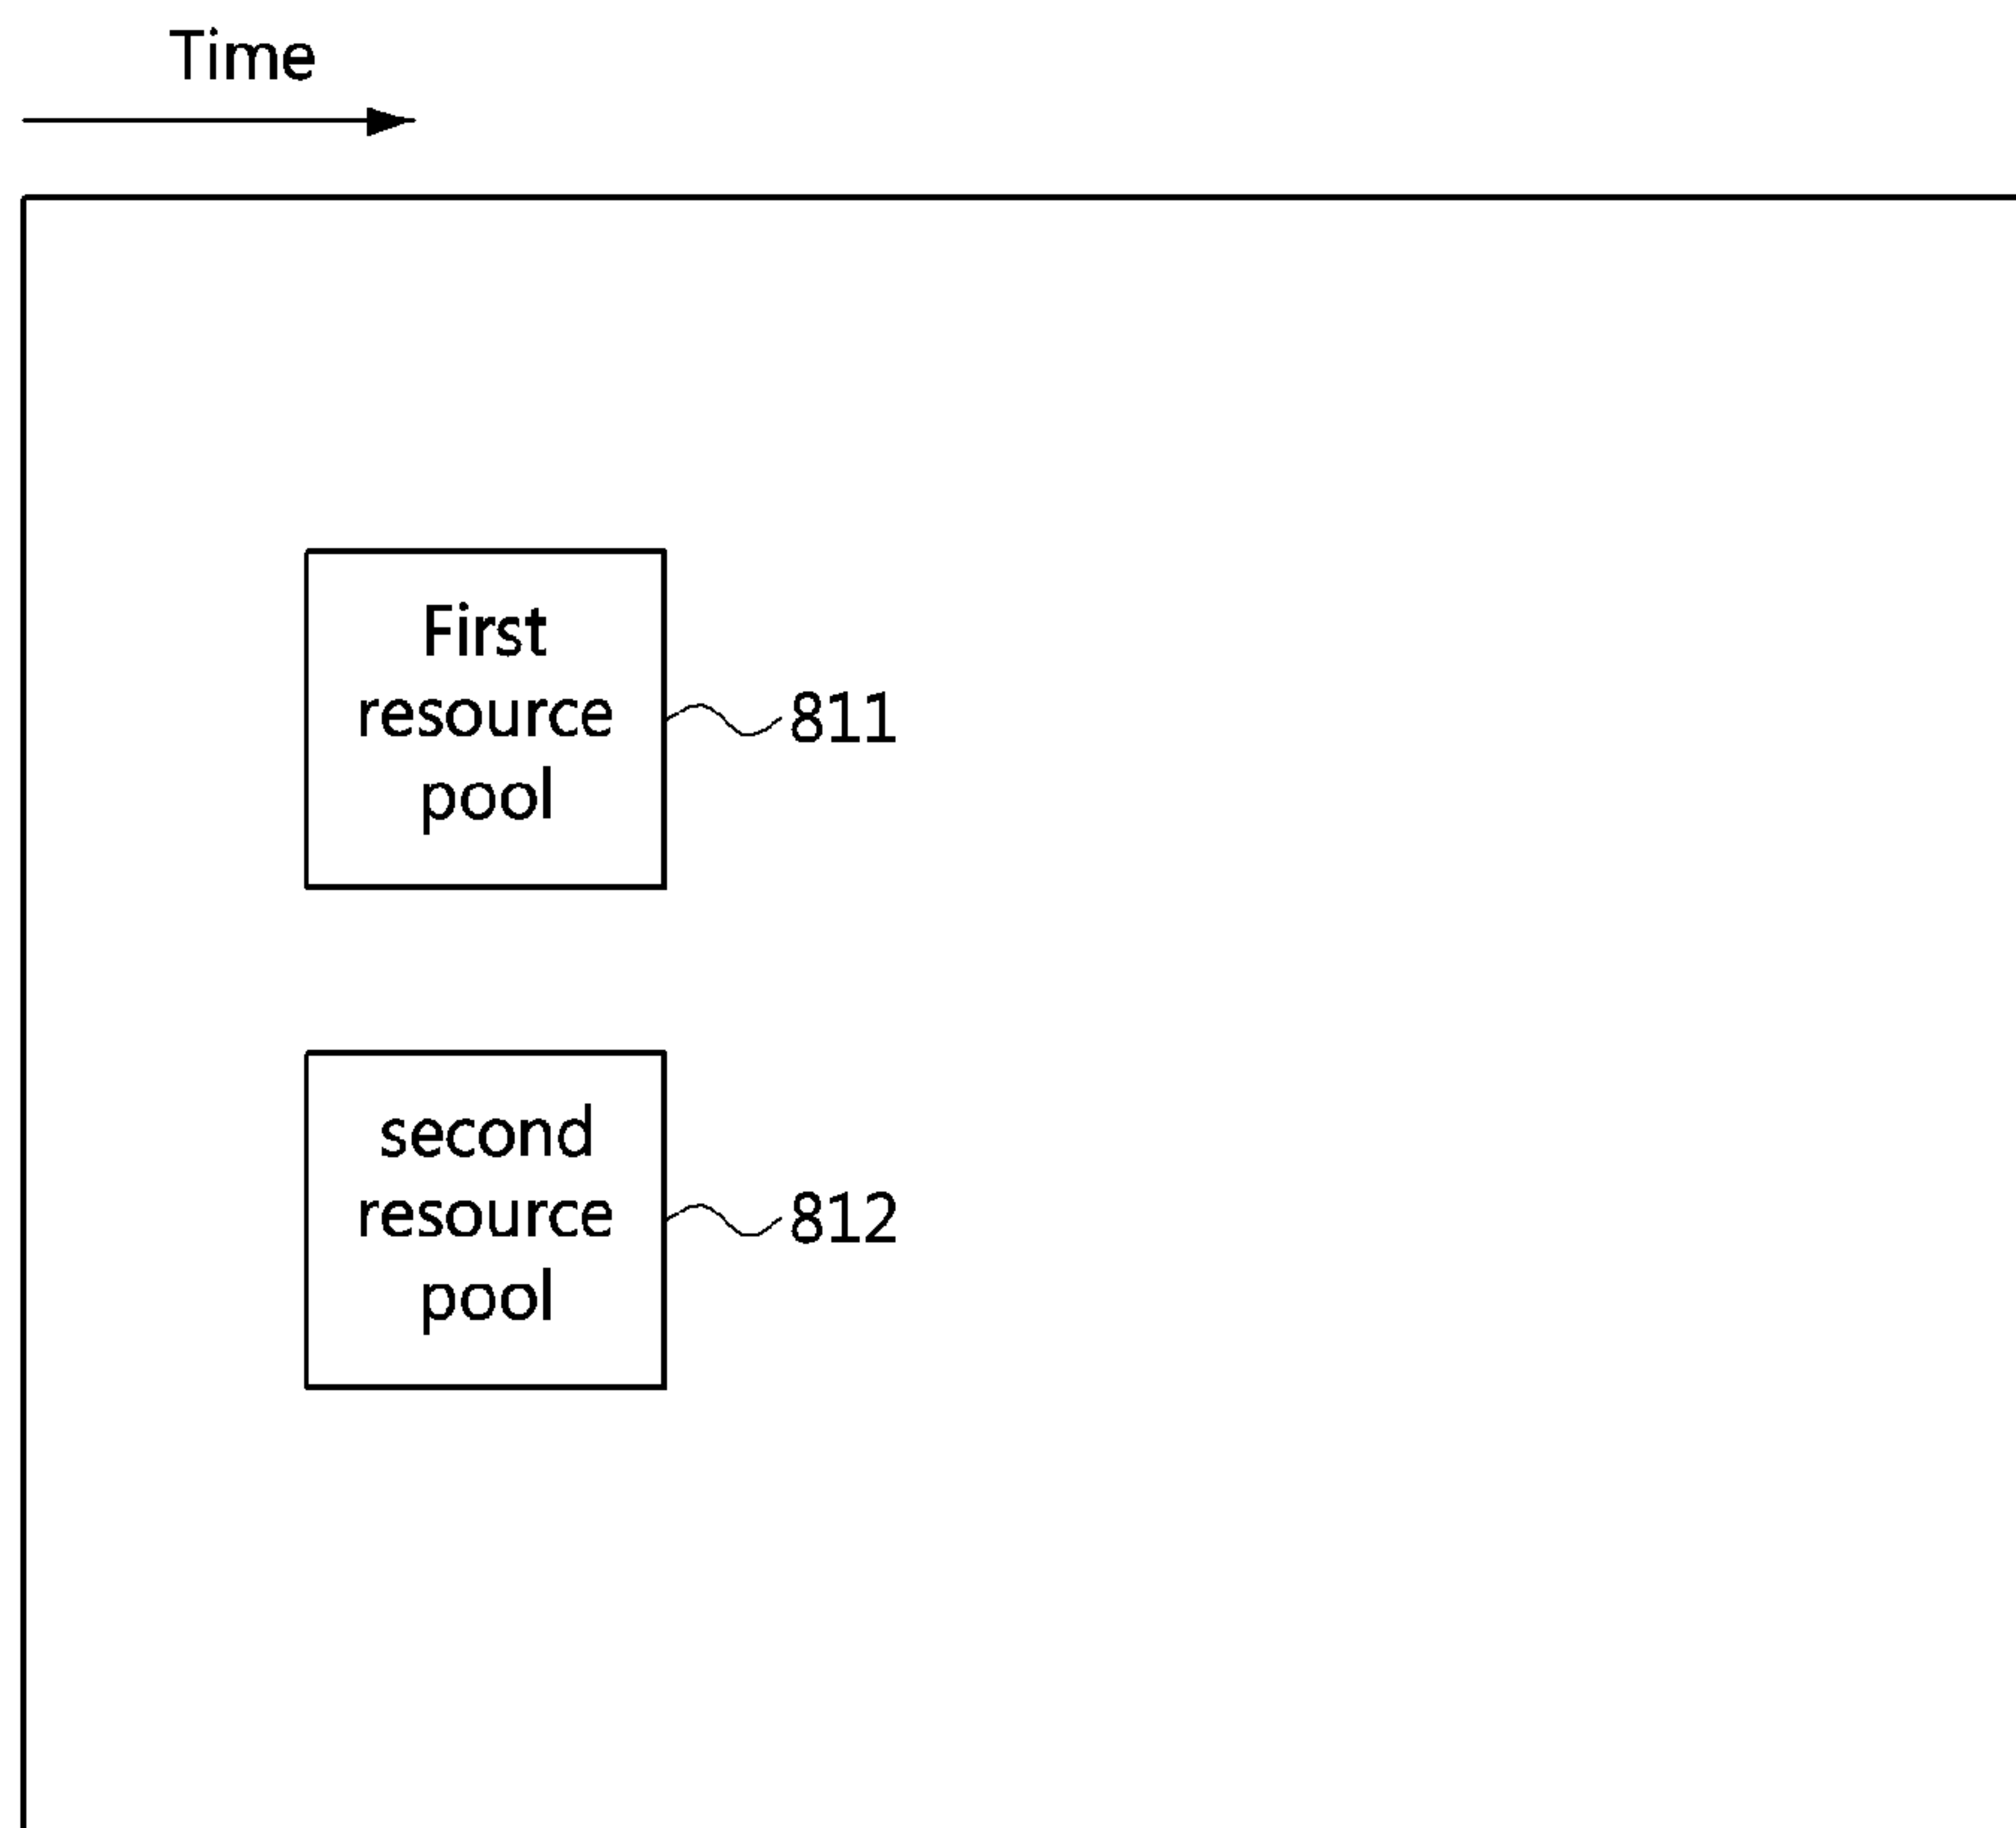 Time
First
resource
pool
811
second
resource
pool
812